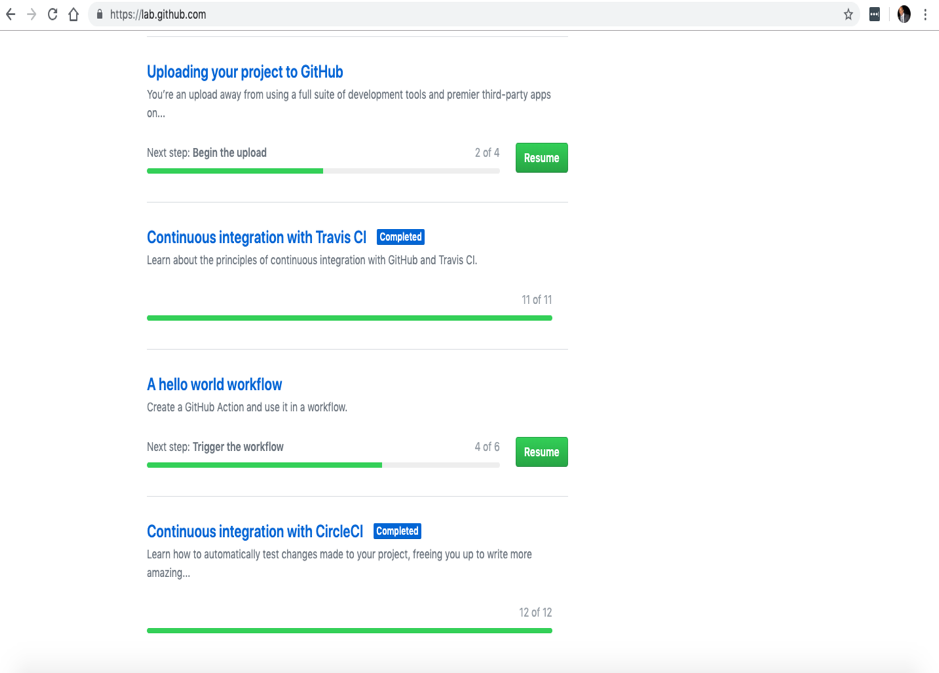 https://lab.github.com
Uploading your project to GitHub
You're an upload away from using a full suite of development tools and premier third-party apps
on...
Next step: Begin the upload 2 of 4 Resume
Continuous integration with Travis CI Completed
Learn about the principles of continuous integration with GitHub and Travis CI.
11 of 11
A hello world workflow
Create a GitHub Action and use it in a workflow.
Next step: Trigger the workflow 4 of 6 Resume
Continuous integration with CircleCI Completed
Learn how to automatically test changes made to your project, freeing you up to write more
amazing...
12 of 12